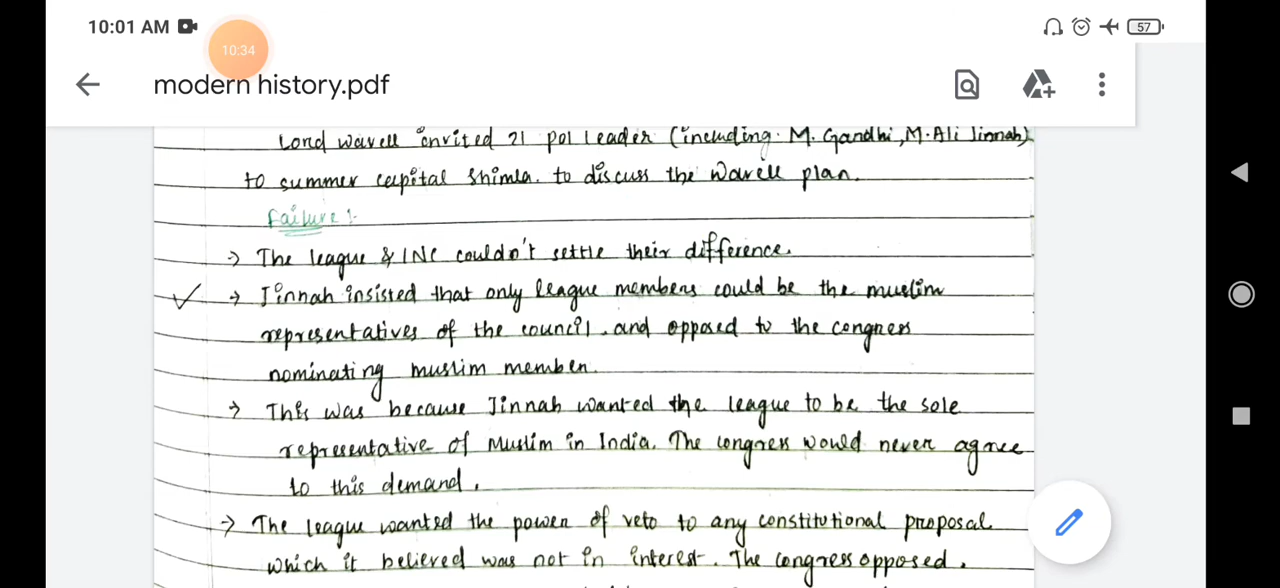 10:01 AM
57
10:34
modern history.pdf
Lord wavell invited 21 pol leader (including. M. Gandhi, M. Ali Jinnah)
to summer capital Shimla. to discuss the Wavell plan.
Failure :-
→ The league & INC couldn't settle their difference.
→ Jinnah insisted that only league members could be the muslim
representatives of the council. and opposed to the congress
nominating muslim member.
→ This was because Jinnah wanted the league to be the sole
representative of Muslim in India. The congress would never agree
to this demand.
→ The league wanted the power of veto to any constitutional proposal
which it believed was not in interest. The congress opposed.